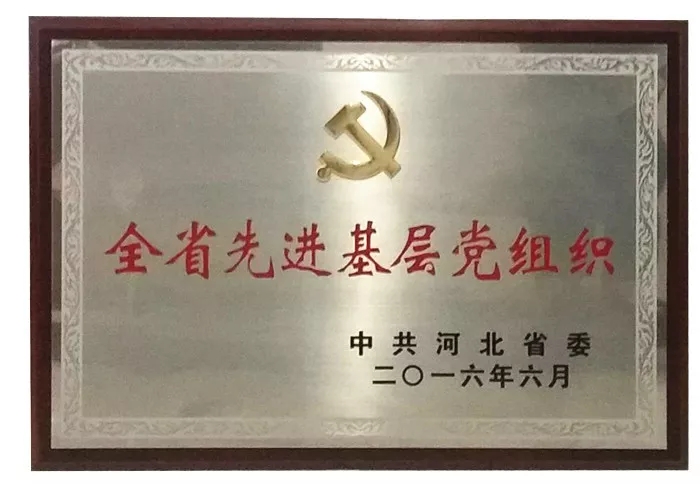 全省先进基层党组织
中共河北省委
二〇一六年六月